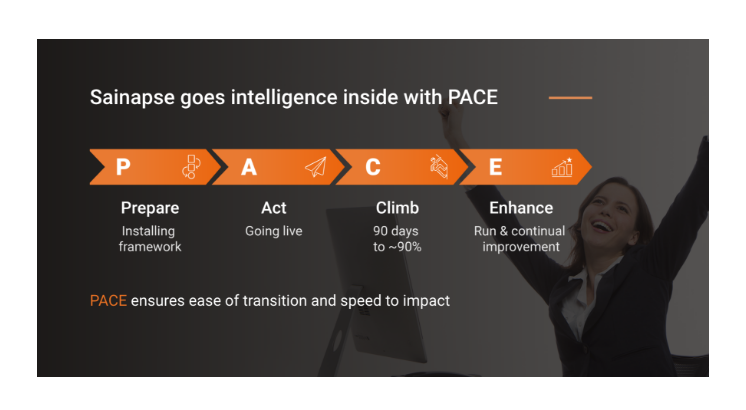 Sainapse goes intelligence inside with PACE
P
A
C
E
Prepare
Act
Climb
Enhance
Installing
framework
Going live
90 days
to ~90%
Run & continual
improvement
PACE ensures ease of transition and speed to impact